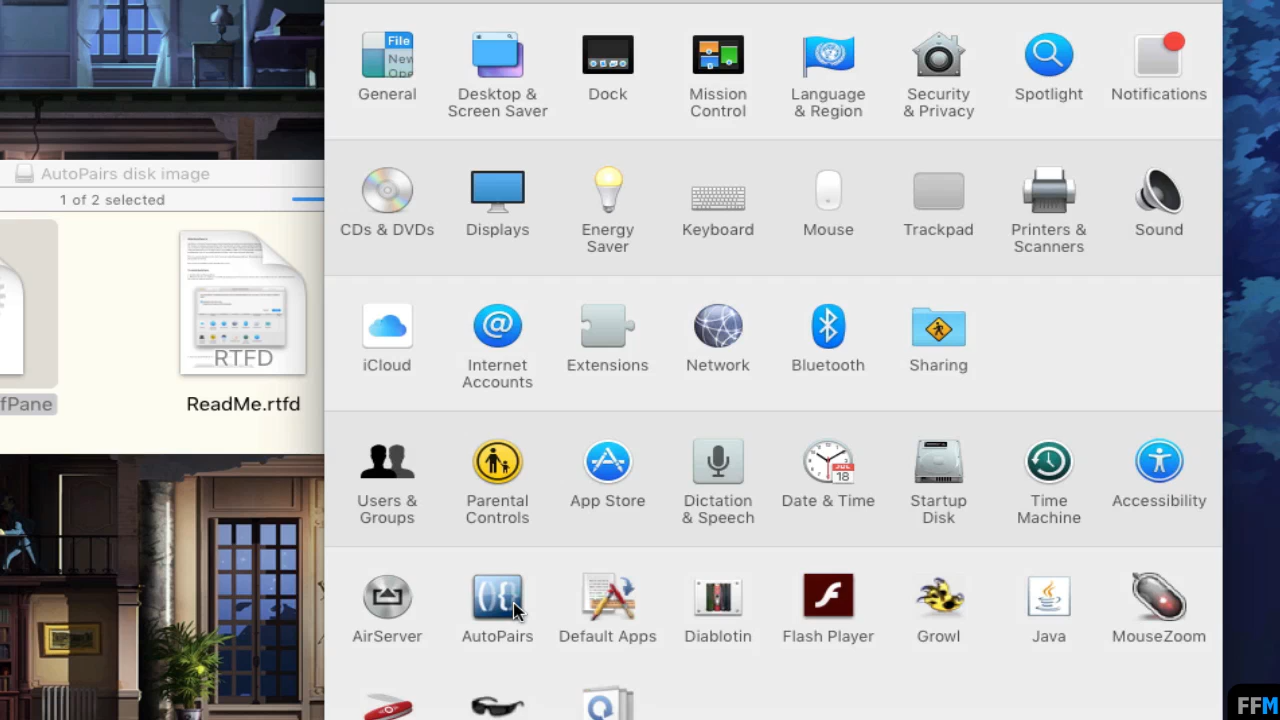 File
New
Ope
General
Desktop &
Screen Saver
Dock
Mission
Control
Language
& Region
Security
& Privacy
Spotlight
Notifications
AutoPairs disk image
1 of 2 selected
CDs & DVDs
Displays
Energy
Saver
Keyboard
Mouse
Trackpad
Printers &
Scanners
Sound
RTFD
fPane
ReadMe.rtfd
iCloud
@
Internet
Accounts
Extensions
Network
Bluetooth
Sharing
Users &
Groups
Parental
Controls
App Store
Dictation
& Speech
JUL
18
Date & Time
Startup
Disk
Time
Machine
Accessibility
AirServer
AutoPairs
Default Apps
Diablotin
Flash Player
Growl
Java
MouseZoom
FFM